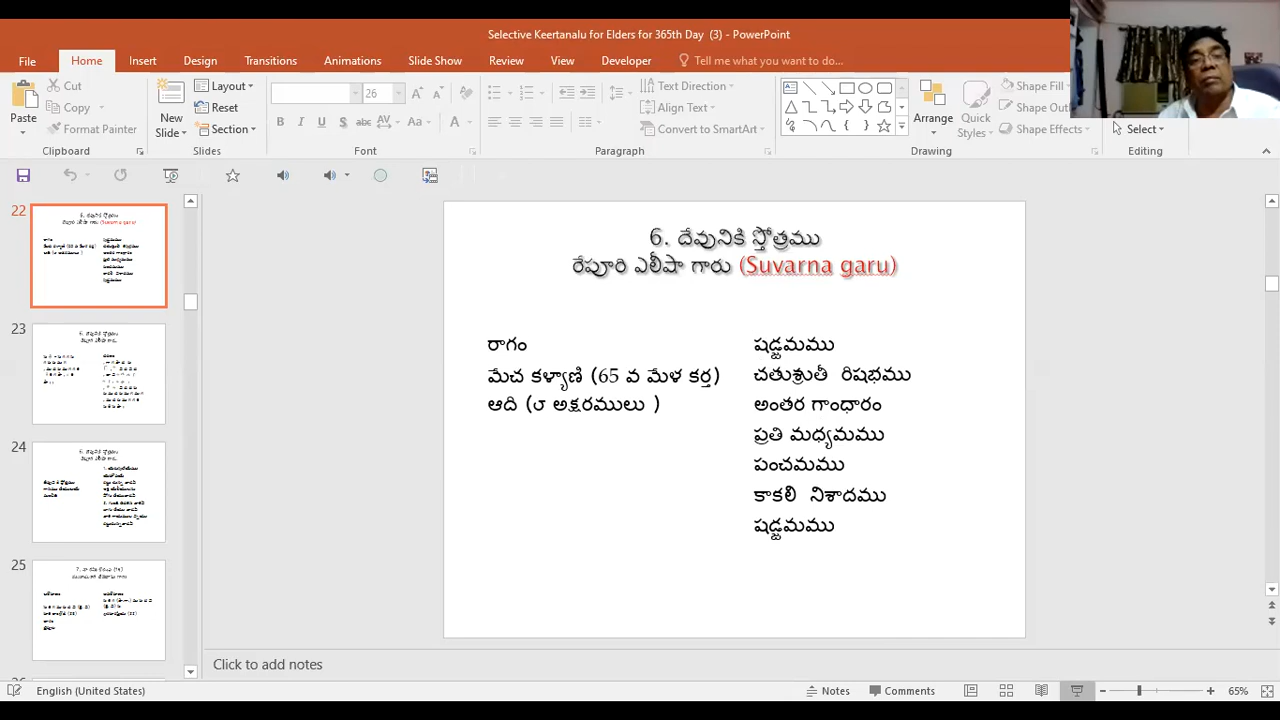 Selective Keertanalu for Elders for 365th Day (3) - PowerPoint
File Home Insert Design Transitions Animations Slide Show Review View Developer Tell me what you want to do...
Cut
Copy
Format Painter
Paste
Clipboard
New Slide
Layout
Reset
Section
Slides
26
Font
Text Direction
Align Text
Convert to SmartArt
Paragraph
Arrange
Quick Styles
Shape Fill
Shape Effects
Drawing
Select
Editing
22
23
24
25
6. దేవునికి స్తోత్రము
రేపూరి ఎలీషా గారు (Suvarna garu)
రాగం
మేచ కళ్యాణి (65 వ మేళ కర్త)
ఆది (౮ అక్షరములు )
షడ్జమము
చతుశ్రుతీ రిషభము
అంతర గాంధారం
ప్రతి మధ్యమము
పంచమము
కాకలి నిశాదము
షడ్జమము
Click to add notes
English (United States)
Notes
Comments
65%